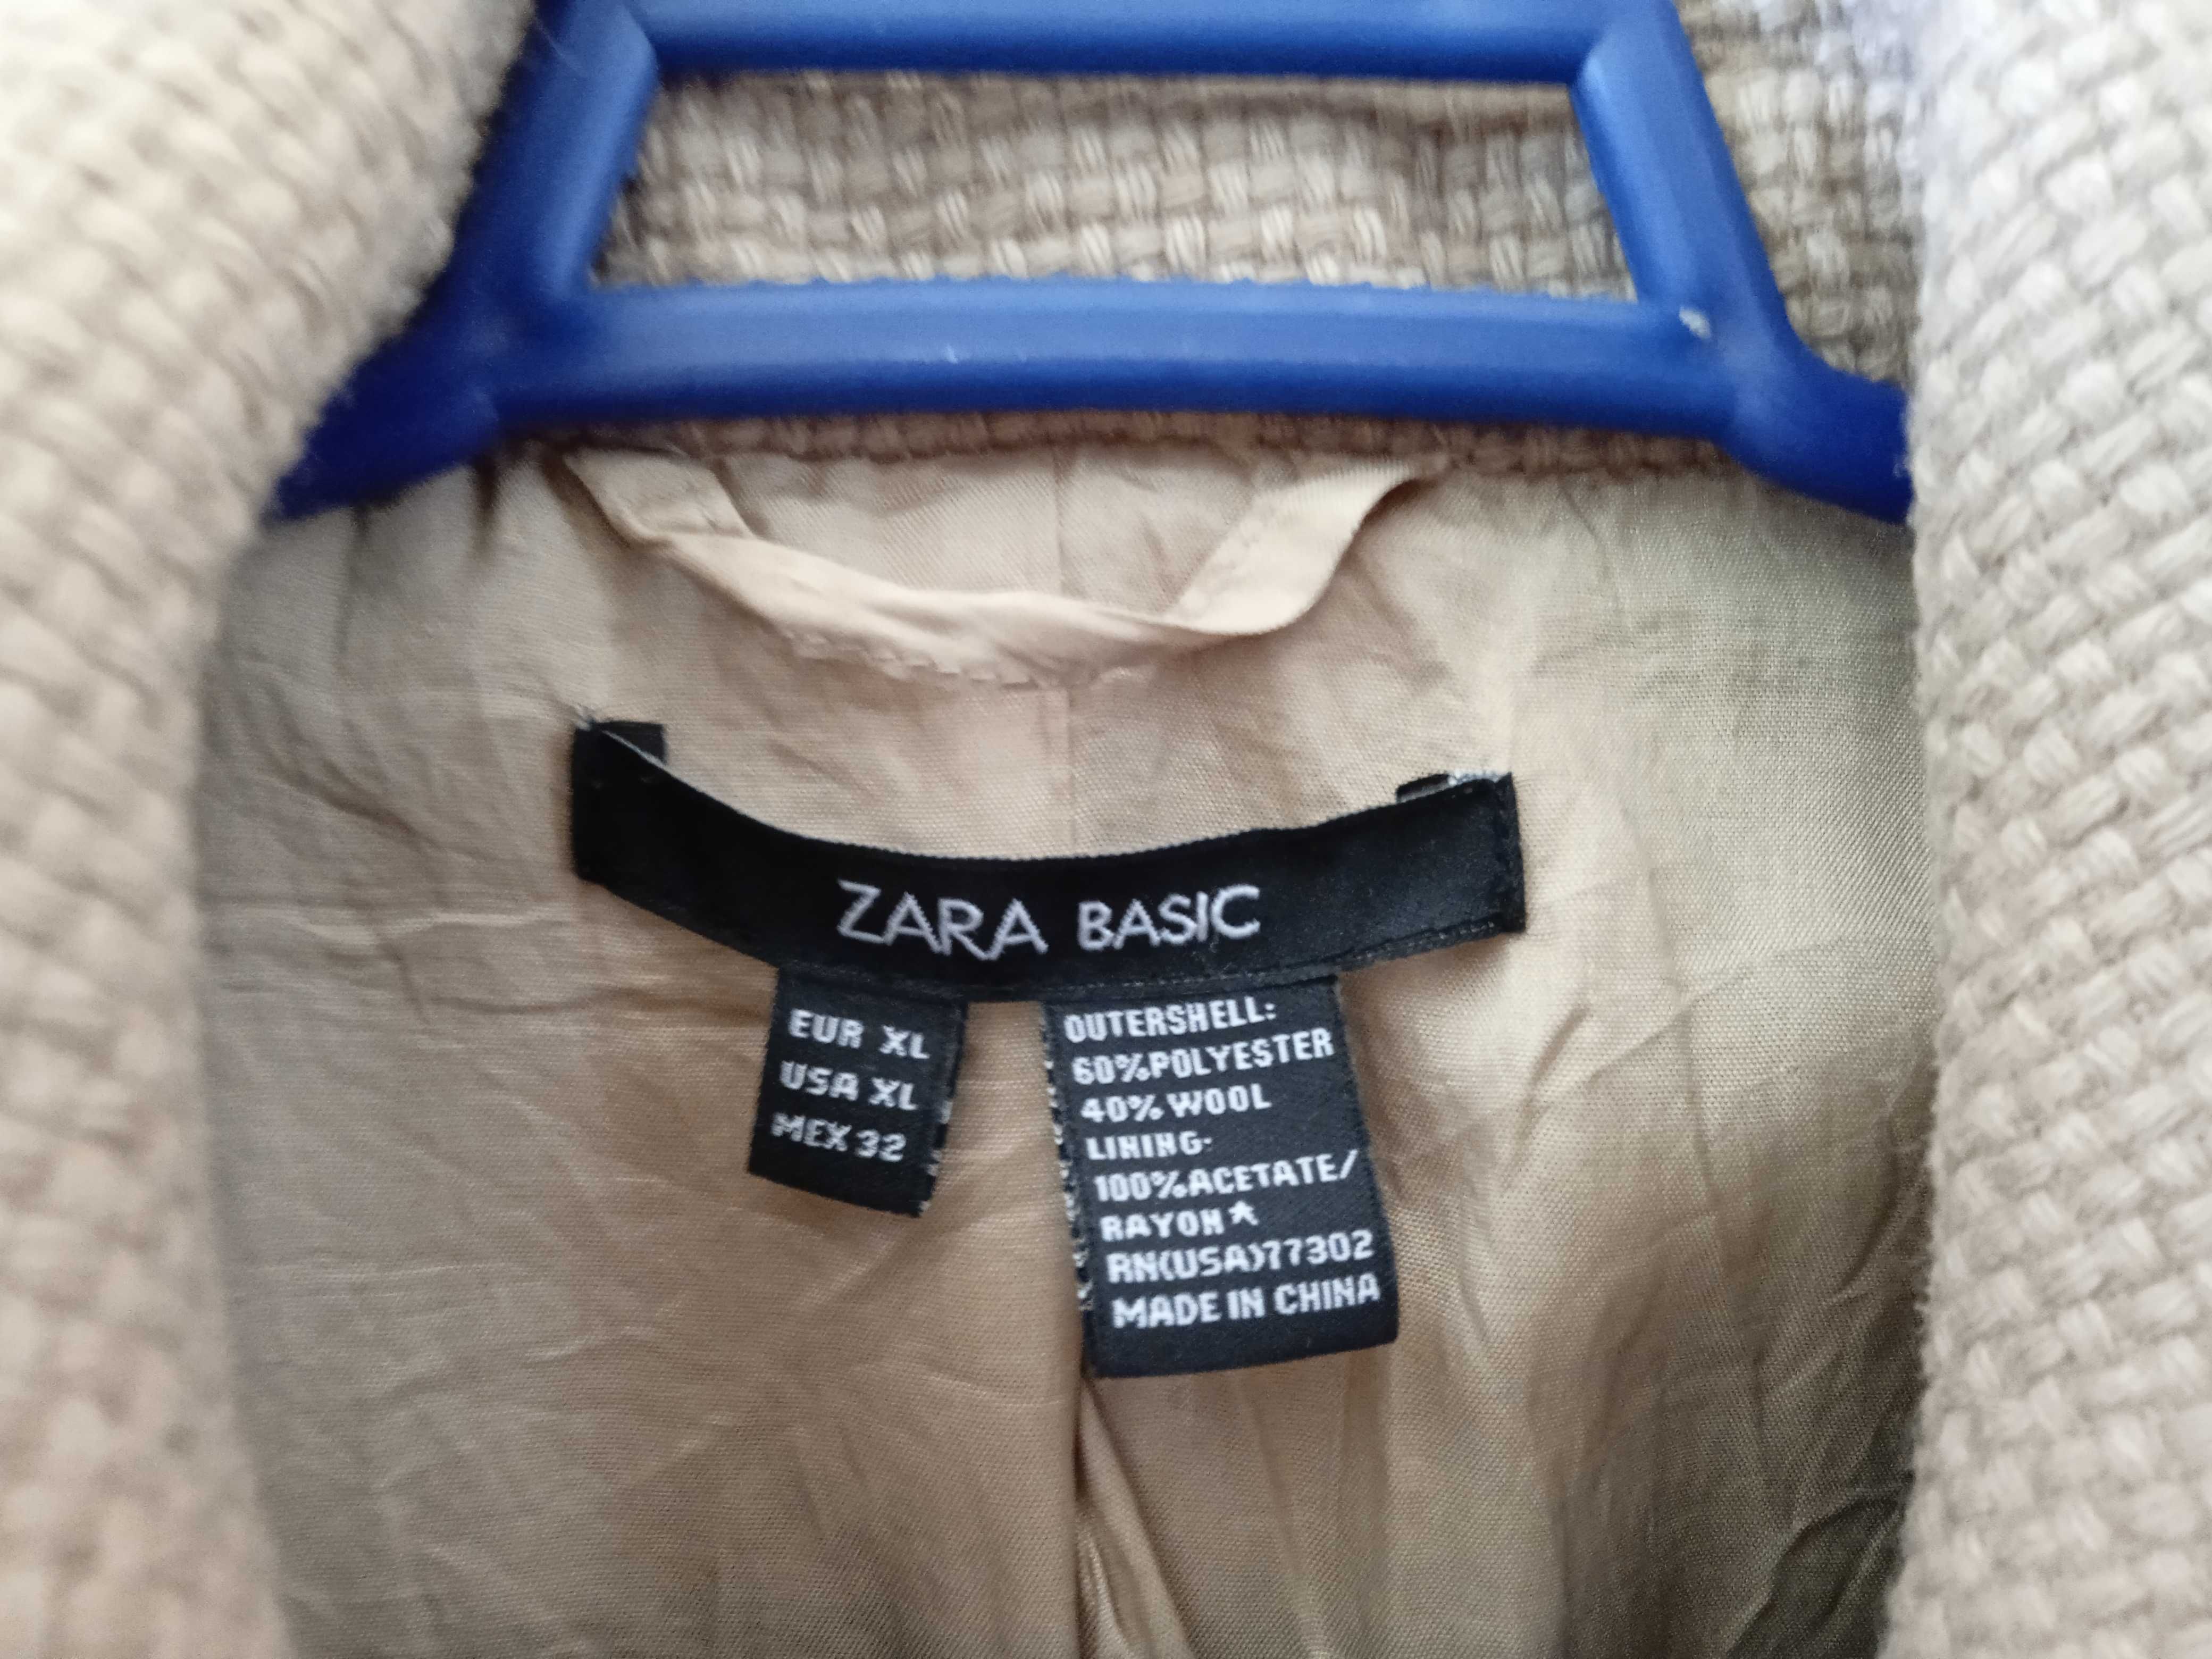 ZARA BASIC
EUR XL
USA XL
MEX 32
OUTERSHELL:
60%POLYESTER
40% WOOL
LINING:
100%ACETATE/
RAYON*
RN(USA)77302
MADE IN CHINA